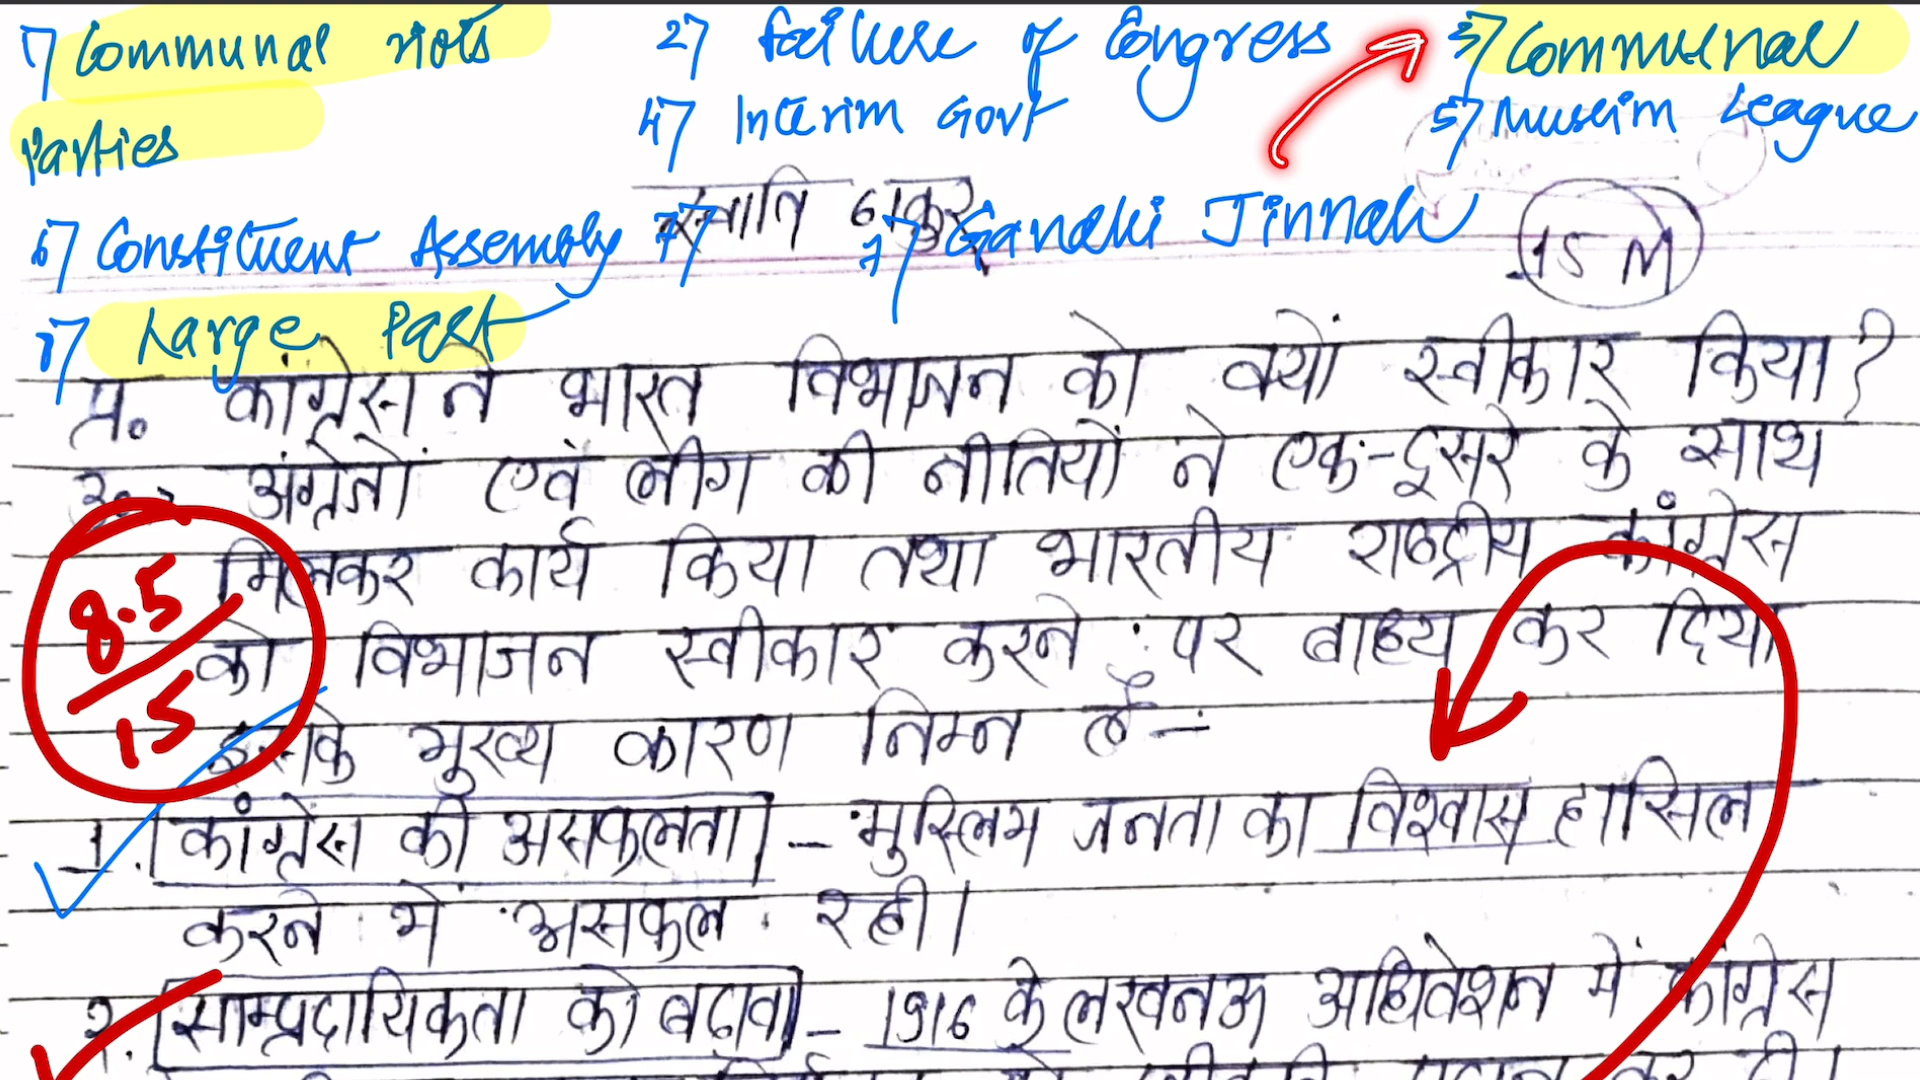 1) Communal riots 2) Failure of Congress 3) Communal
Parties 4) Interim Govt 5) Muslim League
स्वाति ठाकुर
6) Constituent Assembly 7) 7) Gandhi Jinnah
15 M
8) Large Part
प्र. कांग्रेस ने भारत विभाजन को क्यों स्वीकार किया?
उ. अंग्रेजों एवं लीग की नीतियों ने एक-दूसरे के साथ
मिलकर कार्य किया तथा भारतीय राष्ट्रीय कांग्रेस
को विभाजन स्वीकार करने पर बाह्य कर दिया
8.5/15
इसके मुख्य कारण निम्न है -
1. कांग्रेस की असफलता - मुस्लिम जनता का विश्वास हासिल
करने में असफल रही।
2. साम्प्रदायिकता को बढावा - 1916 के लखनऊ अधिवेशन में कांग्रेस